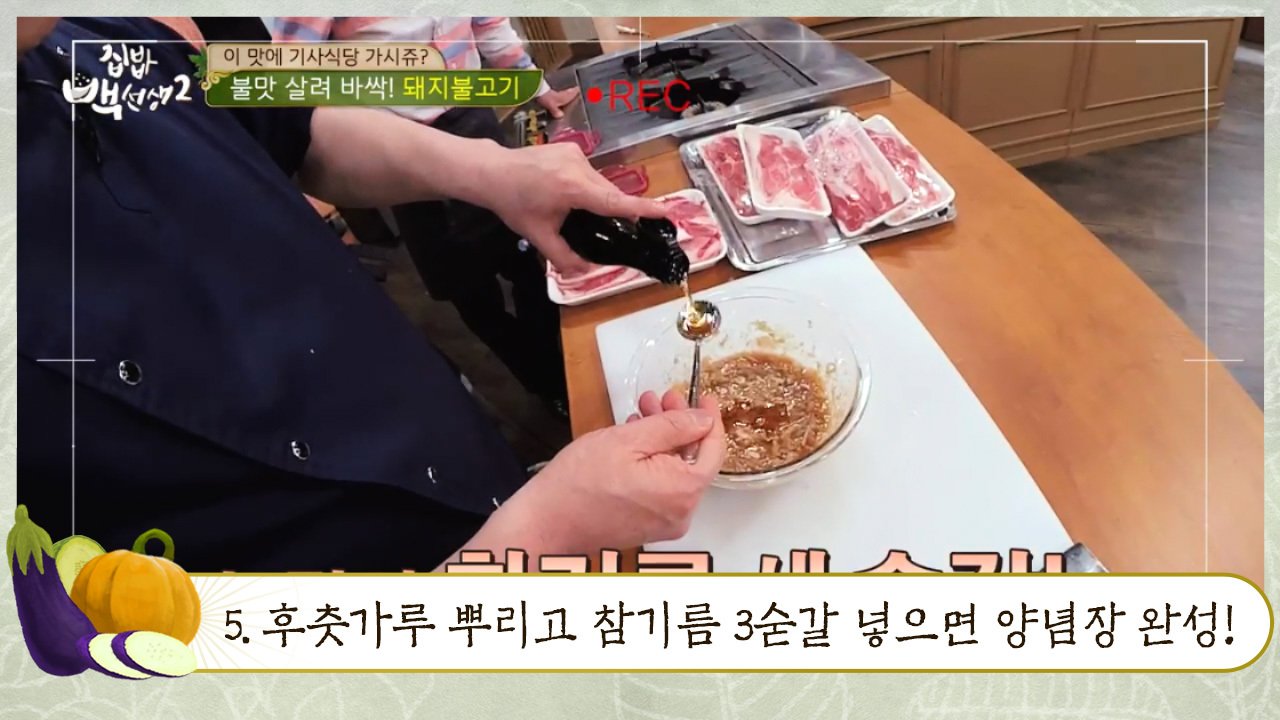 집밥
백선생2
이 맛에 기사식당 가시쥬?
불맛 살려 바싹! 돼지불고기
REC
5. 후춧가루 뿌리고 참기름 3숟갈 넣으면 양념장 완성!